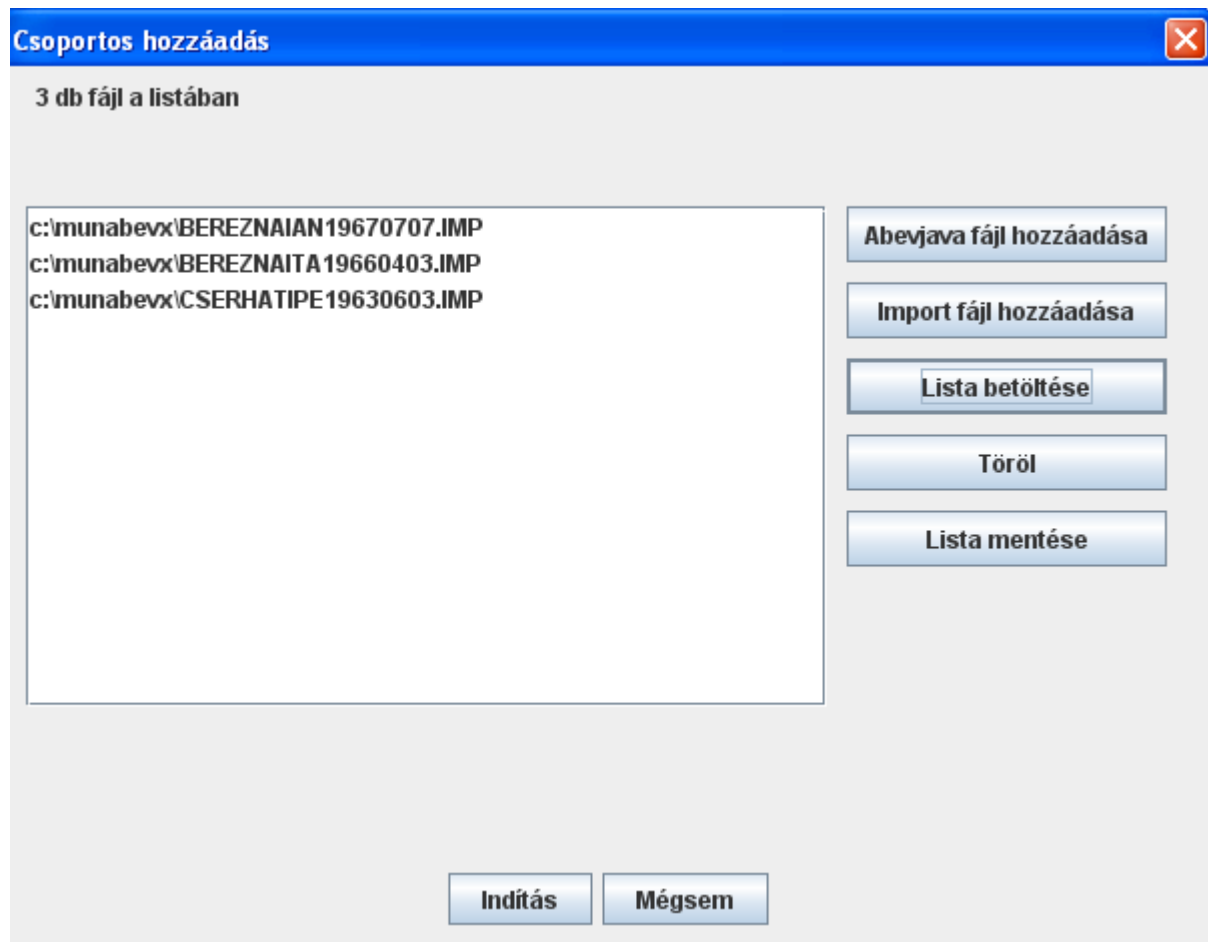 Csoportos hozzáadás
3 db fájl a listában
c:\munabevx\BEREZNAIAN19670707.IMP
c:\munabevx\BEREZNAITA19660403.IMP
c:\munabevx\CSERHATIPE19630603.IMP
Abevjava fájl hozzáadása
Import fájl hozzáadása
Lista betöltése
Töröl
Lista mentése
Indítás
Mégsem